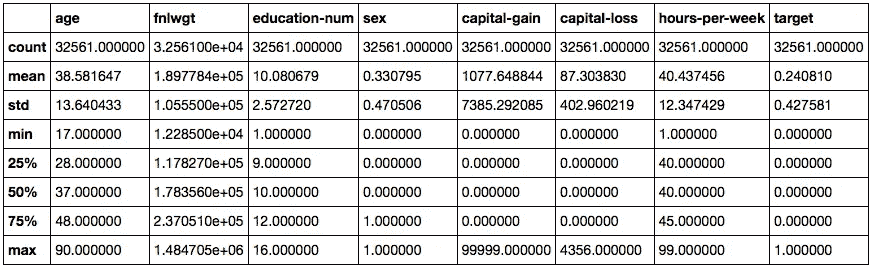 age fnlwgt education-num sex capital-gain capital-loss hours-per-week target
count 32561.000000 3.256100e+04 32561.000000 32561.000000 32561.000000 32561.000000 32561.000000 32561.000000
mean 38.581647 1.897784e+05 10.080679 0.330795 1077.648844 87.303830 40.437456 0.240810
std 13.640433 1.055500e+05 2.572720 0.470506 7385.292085 402.960219 12.347429 0.427581
min 17.000000 1.228500e+04 1.000000 0.000000 0.000000 0.000000 1.000000 0.000000
25% 28.000000 1.178270e+05 9.000000 0.000000 0.000000 0.000000 40.000000 0.000000
50% 37.000000 1.783560e+05 10.000000 0.000000 0.000000 0.000000 40.000000 0.000000
75% 48.000000 2.370510e+05 12.000000 1.000000 0.000000 0.000000 45.000000 0.000000
max 90.000000 1.484705e+06 16.000000 1.000000 99999.000000 4356.000000 99.000000 1.000000